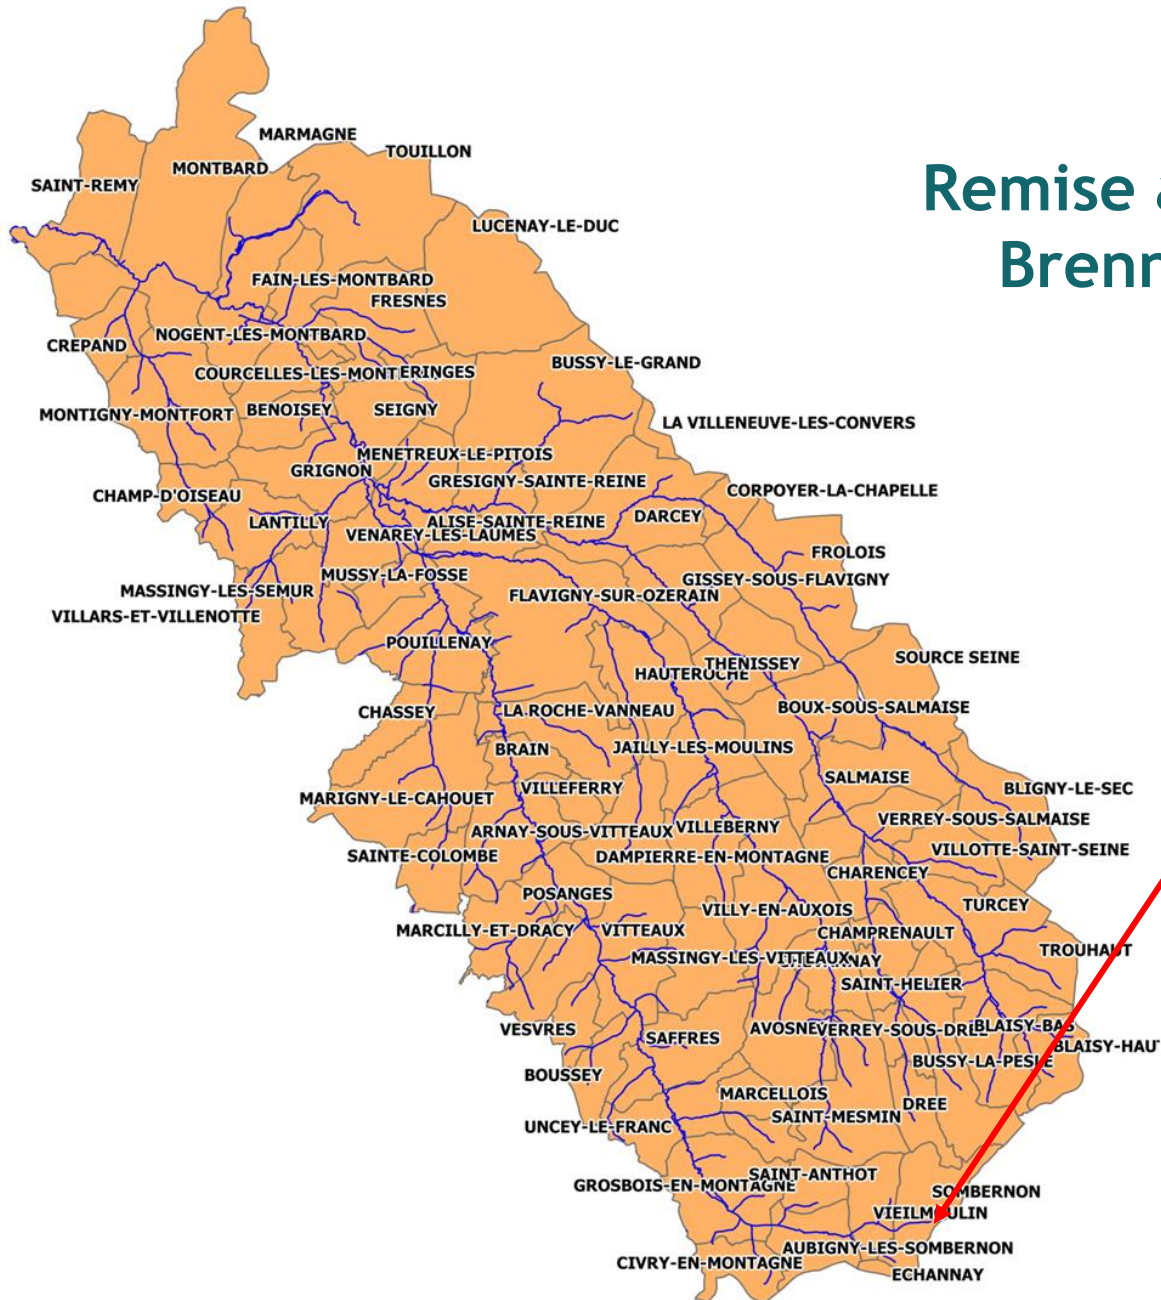 Remise a
Brenn
MARMAGNE
TOUILLON
MONTBARD
SAINT-REMY
LUCENAY-LE-DUC
FAIN-LES-MONTBARD
FRESNES
NOGENT-LES-MONTBARD
CREPAND
BUSSY-LE-GRAND
COURCELLES-LES-MONT
ERINGES
MONTIGNY-MONTFORT
BENOISEY
SEIGNY
LA VILLENEUVE-LES-CONVERS
MENETREUX-LE-PITOIS
GRIGNON
GRESIGNY-SAINTE-REINE
CORPOYER-LA-CHAPELLE
CHAMP-D'OISEAU
LANTILLY
ALISE-SAINTE-REINE
DARCEY
VENAREY-LES-LAUMES
FROLOIS
MUSSY-LA-FOSSE
GISSEY-SOUS-FLAVIGNY
MASSINGY-LES-SEMUR
FLAVIGNY-SUR-OZERAIN
VILLARS-ET-VILLENOTTE
POUILLENAY
SOURCE SEINE
THENISSEY
HAUTEROCHE
CHASSEY
LA ROCHE-VANNEAU
BOUX-SOUS-SALMAISE
BRAIN
JAILLY-LES-MOULINS
SALMAISE
VILLEFERRY
BLIGNY-LE-SEC
MARIGNY-LE-CAHOUET
VERREY-SOUS-SALMAISE
ARNAY-SOUS-VITTEAUX
VILLEBERNY
VILLOTTE-SAINT-SEINE
SAINTE-COLOMBE
DAMPIERRE-EN-MONTAGNE
CHARENCEY
POSANGES
TURCEY
VILLY-EN-AUXOIS
MARCILLY-ET-DRACY
VITTEAUX
CHAMPRENAULT
TROUHAUT
MASSINGY-LES-VITTEAUX
NAY
SAINT-HELIER
VESVRES
SAFFRES
AVOSNE
VERREY-SOUS-DREE
BLAISY-BAS
BLAISY-HAUT
BUSSY-LA-PESLE
BOUSSEY
MARCELLOIS
DREE
SAINT-MESMIN
UNCEY-LE-FRANC
SAINT-ANTHOT
GROSBOIS-EN-MONTAGNE
SOMBERNON
VIEILMOULIN
AUBIGNY-LES-SOMBERNON
CIVRY-EN-MONTAGNE
ECHANNAY